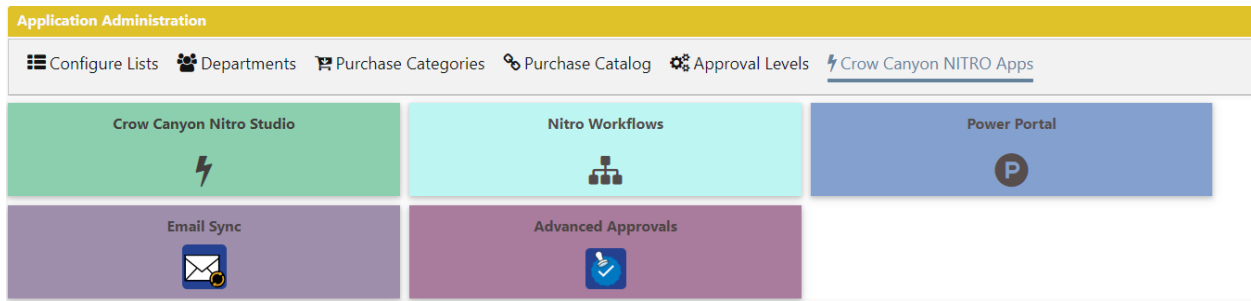 Application Administration
Configure Lists Departments Purchase Categories Purchase Catalog Approval Levels Crow Canyon NITRO Apps
Crow Canyon Nitro Studio Nitro Workflows Power Portal
P
Email Sync Advanced Approvals